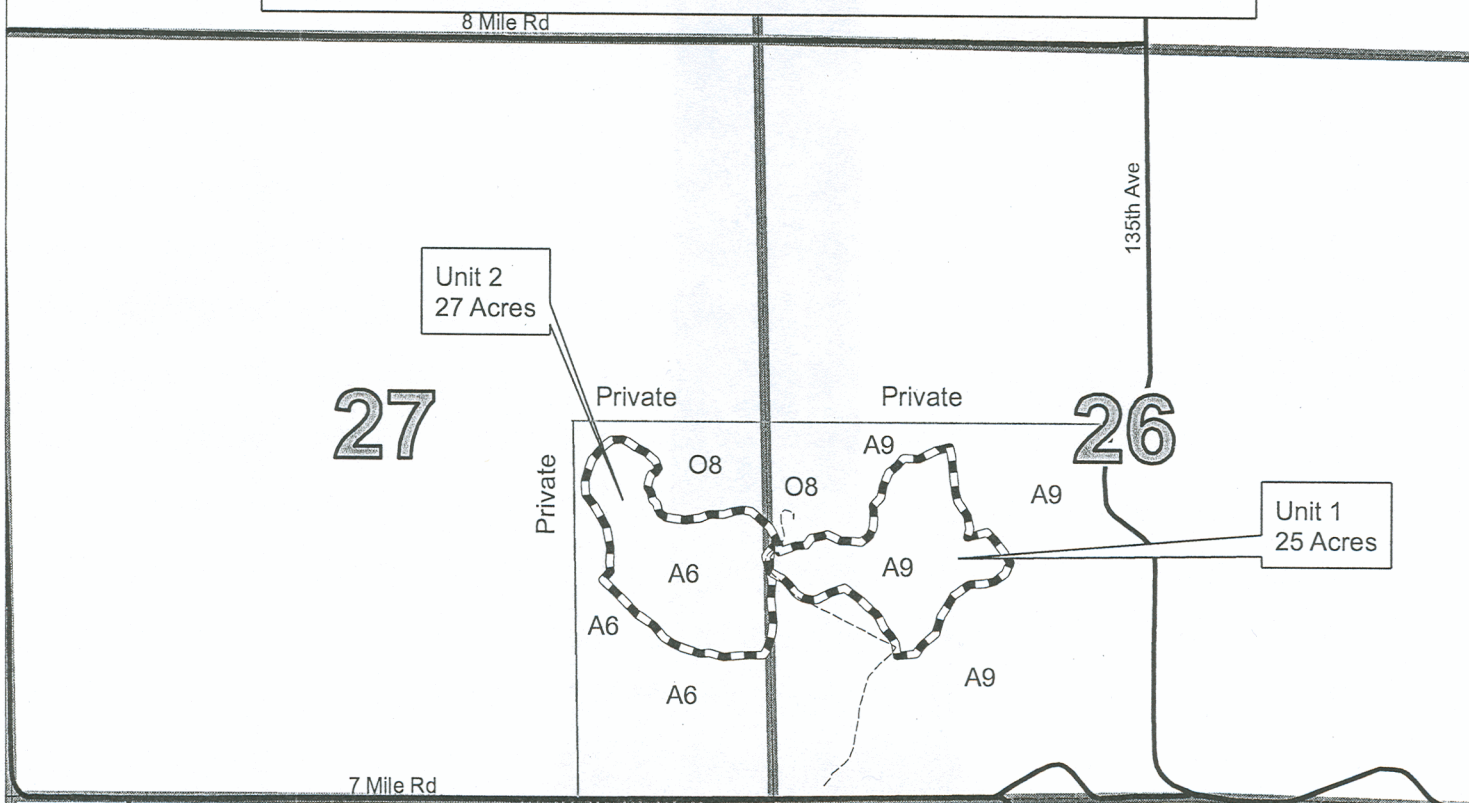 8 Mile Rd
135th Ave
Unit 2
27 Acres
27
Private
Private
26
Private
O8
A9
O8
A9
Unit 1
25 Acres
A6
A9
A6
A6
A9
7 Mile Rd